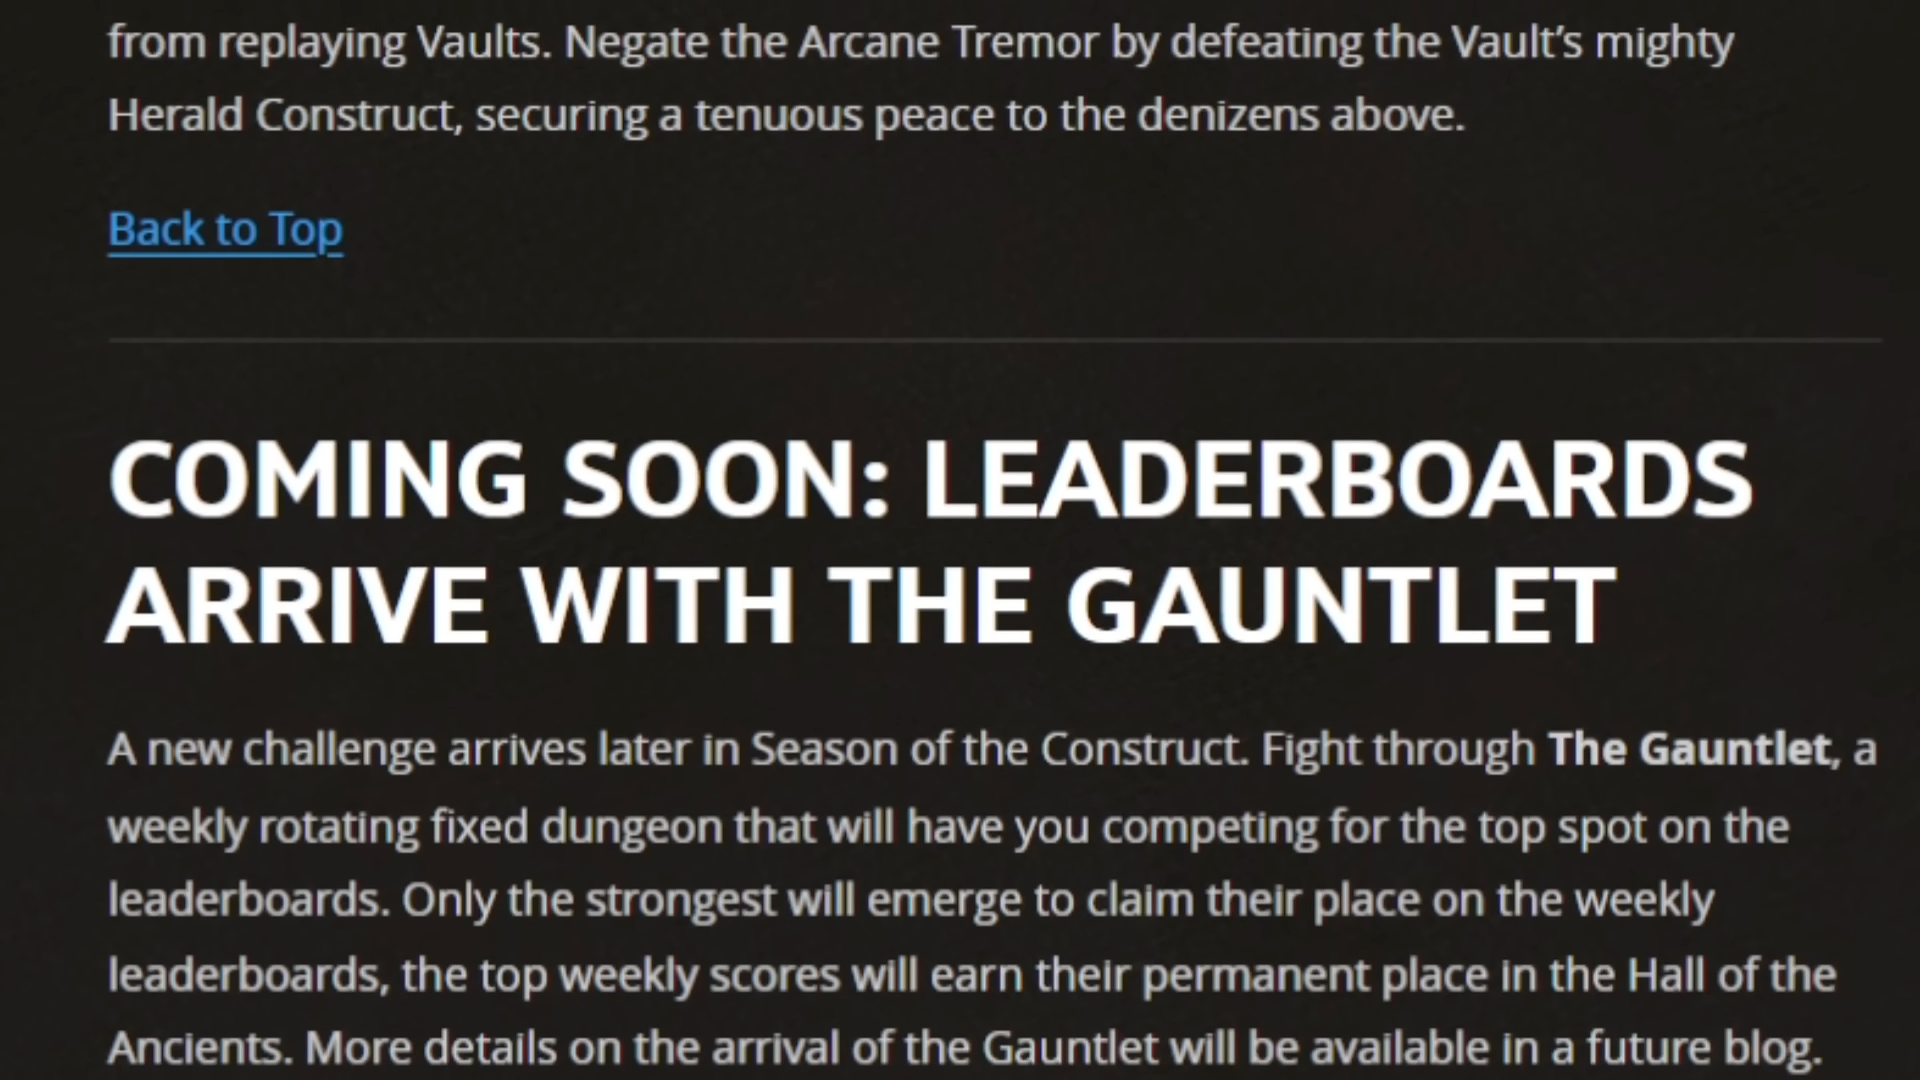 from replaying Vaults. Negate the Arcane Tremor by defeating the Vault’s mighty
Herald Construct, securing a tenuous peace to the denizens above.
Back to Top
COMING SOON: LEADERBOARDS
ARRIVE WITH THE GAUNTLET
A new challenge arrives later in Season of the Construct. Fight through The Gauntlet, a
weekly rotating fixed dungeon that will have you competing for the top spot on the
leaderboards. Only the strongest will emerge to claim their place on the weekly
leaderboards, the top weekly scores will earn their permanent place in the Hall of the
Ancients. More details on the arrival of the Gauntlet will be available in a future blog.